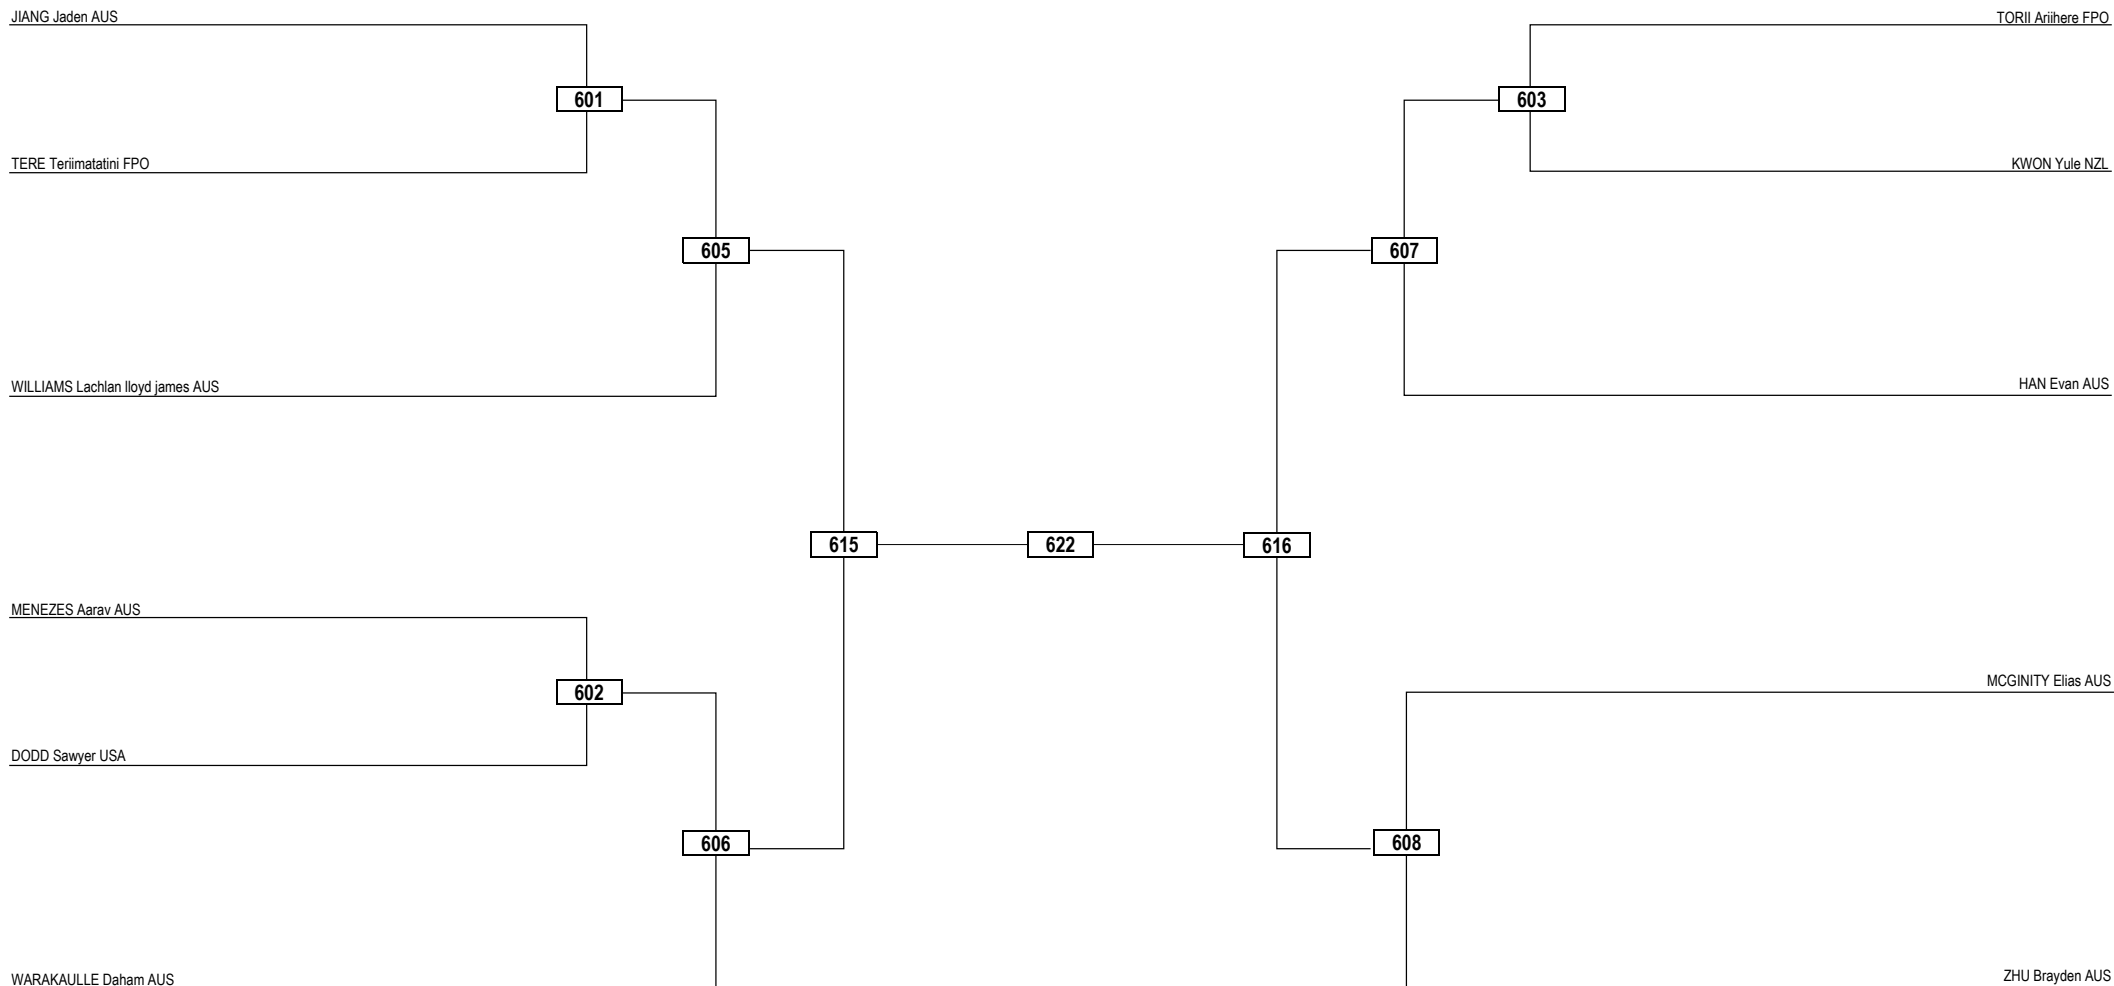 JIANG Jaden AUS
TORII Ariihere FPO
601
603
TERE Teriimatatini FPO
KWON Yule NZL
605
607
WILLIAMS Lachlan lloyd james AUS
HAN Evan AUS
615
622
616
MENEZES Aarav AUS
602
MCGINITY Elias AUS
DODD Sawyer USA
606
608
WARAKAULLE Daham AUS
ZHU Brayden AUS